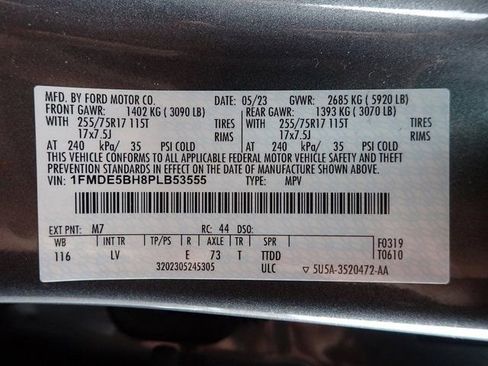 MFD. BY FORD MOTOR CO. 05/23 GVWR: 2685 KG ( 5920 LB)
FRONT GAWR: 1402 KG ( 3090 LB) REAR GAWR: 1393 KG ( 3070 LB)
WITH 255/75R17 115T TIRES WITH 255/75R17 115T TIRES
17x7.5J RIMS 17x7.5J RIMS
AT 240 kPa/ 35 PSI COLD AT 240 kPa/ 35 PSI COLD
THIS VEHICLE CONFORMS TO ALL APPLICABLE FEDERAL MOTOR VEHICLE SAFETY AND THEFT
PREVENTION STANDARDS IN EFFECT ON THE DATE OF MANUFACTURE SHOWN ABOVE.
VIN: 1FMDE5BH8PLB53555 TYPE: MPV
EXT PNT: M7 RC: 44 DSO:
WB INT TR TP/PS R AXLE TR SPR F0319
116 LV E 73 T TTDD T0610
3202305245305 ULC ▽ 5U5A-3520472-AA